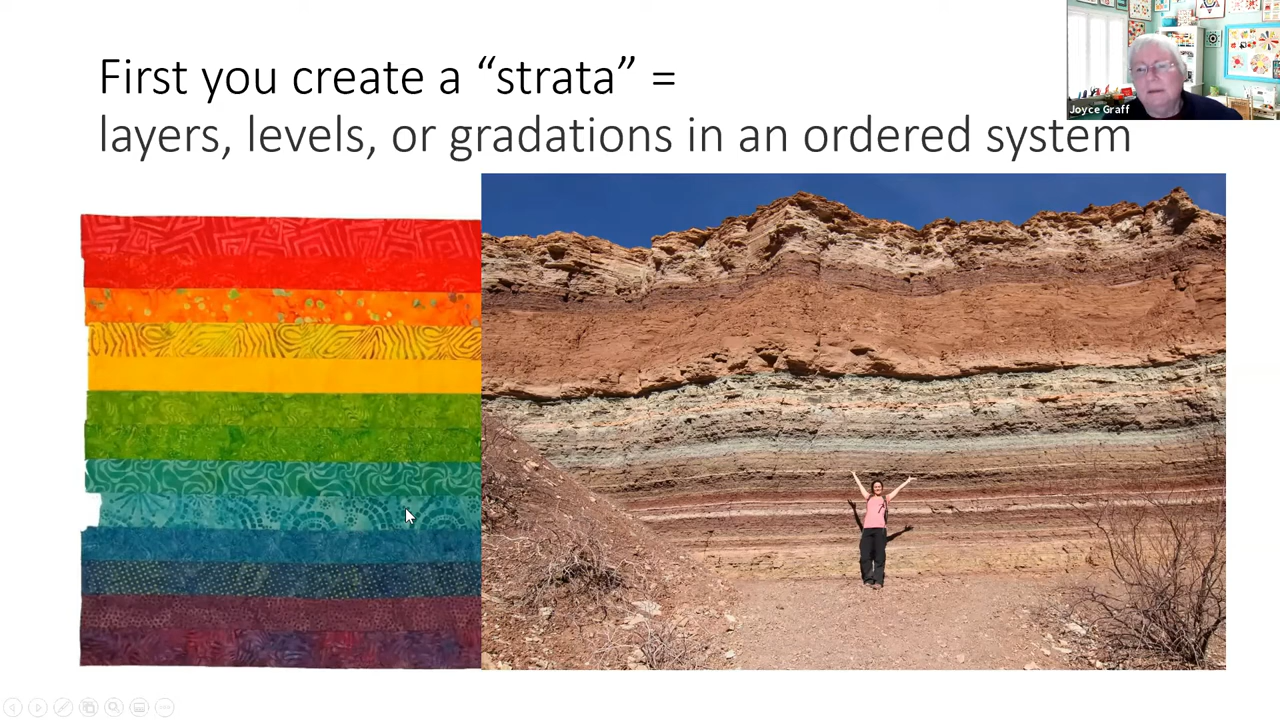 First you create a “strata” =
layers, levels, or gradations in an ordered system
Joyce Graff